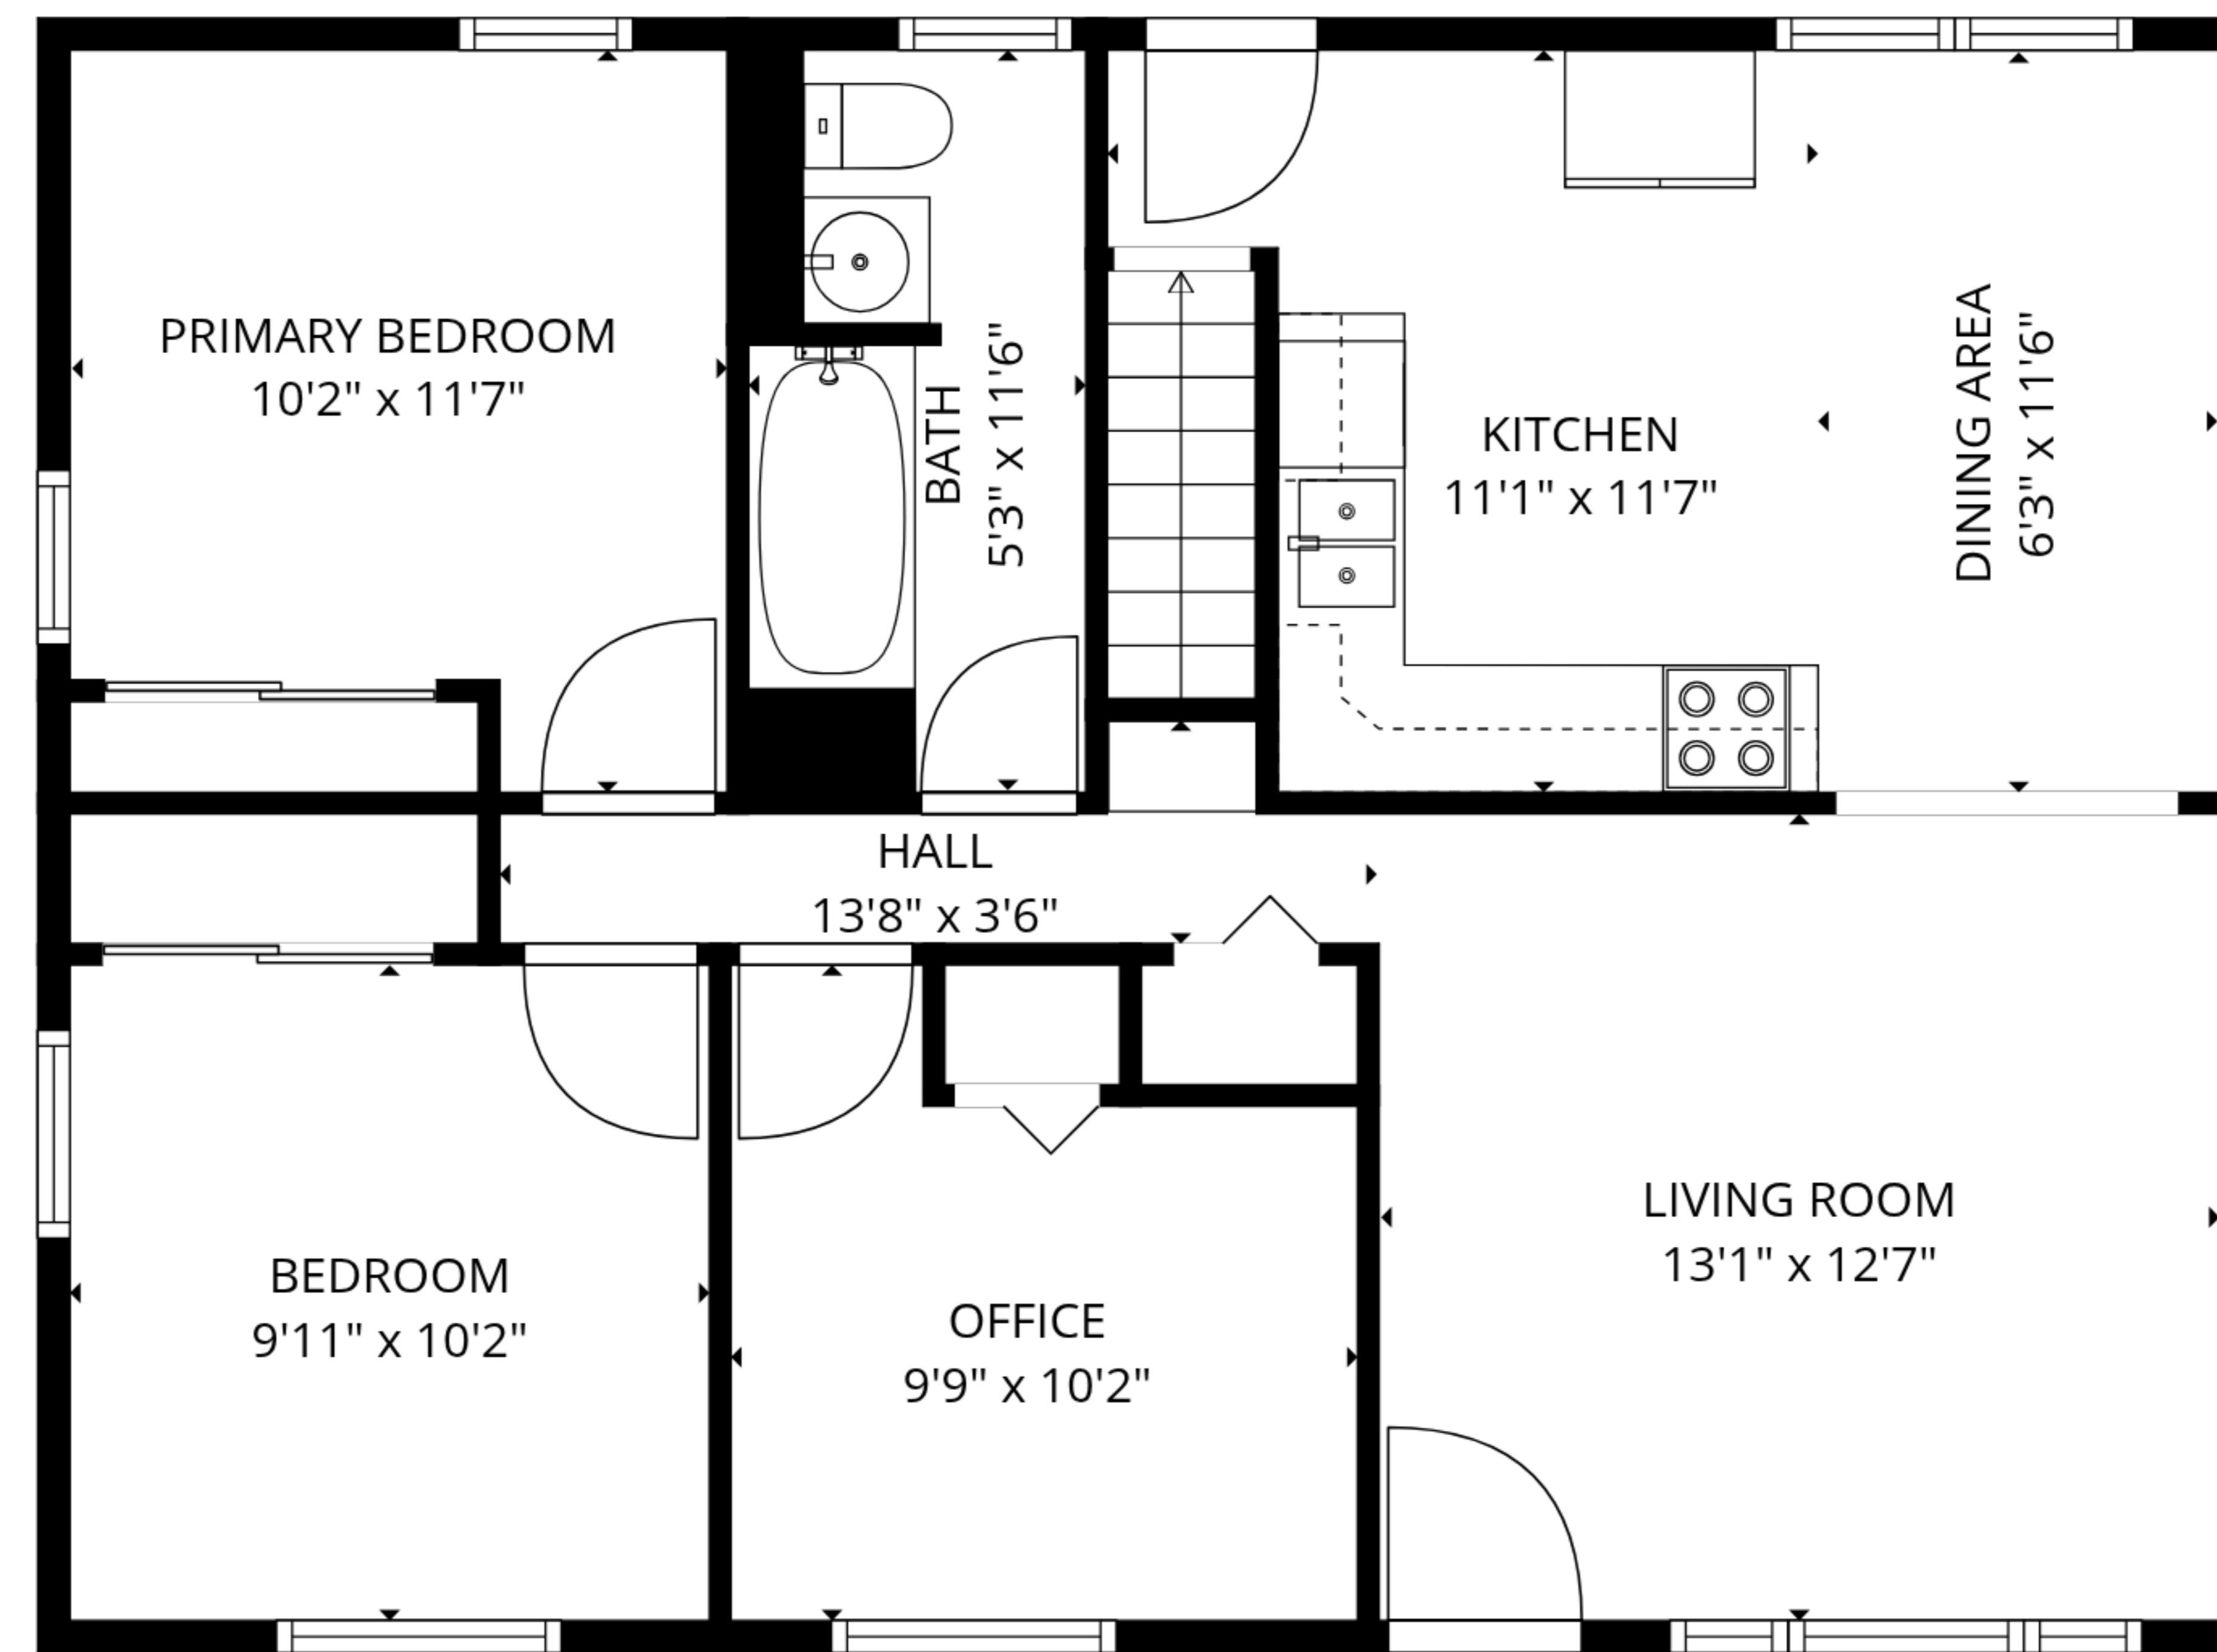 PRIMARY BEDROOM
10'2" x 11'7"
BATH
5'3" x 11'6"
KITCHEN
11'1" x 11'7"
DINING AREA
6'3" x 11'6"
HALL
13'8" x 3'6"
BEDROOM
9'11" x 10'2"
OFFICE
9'9" x 10'2"
LIVING ROOM
13'1" x 12'7"